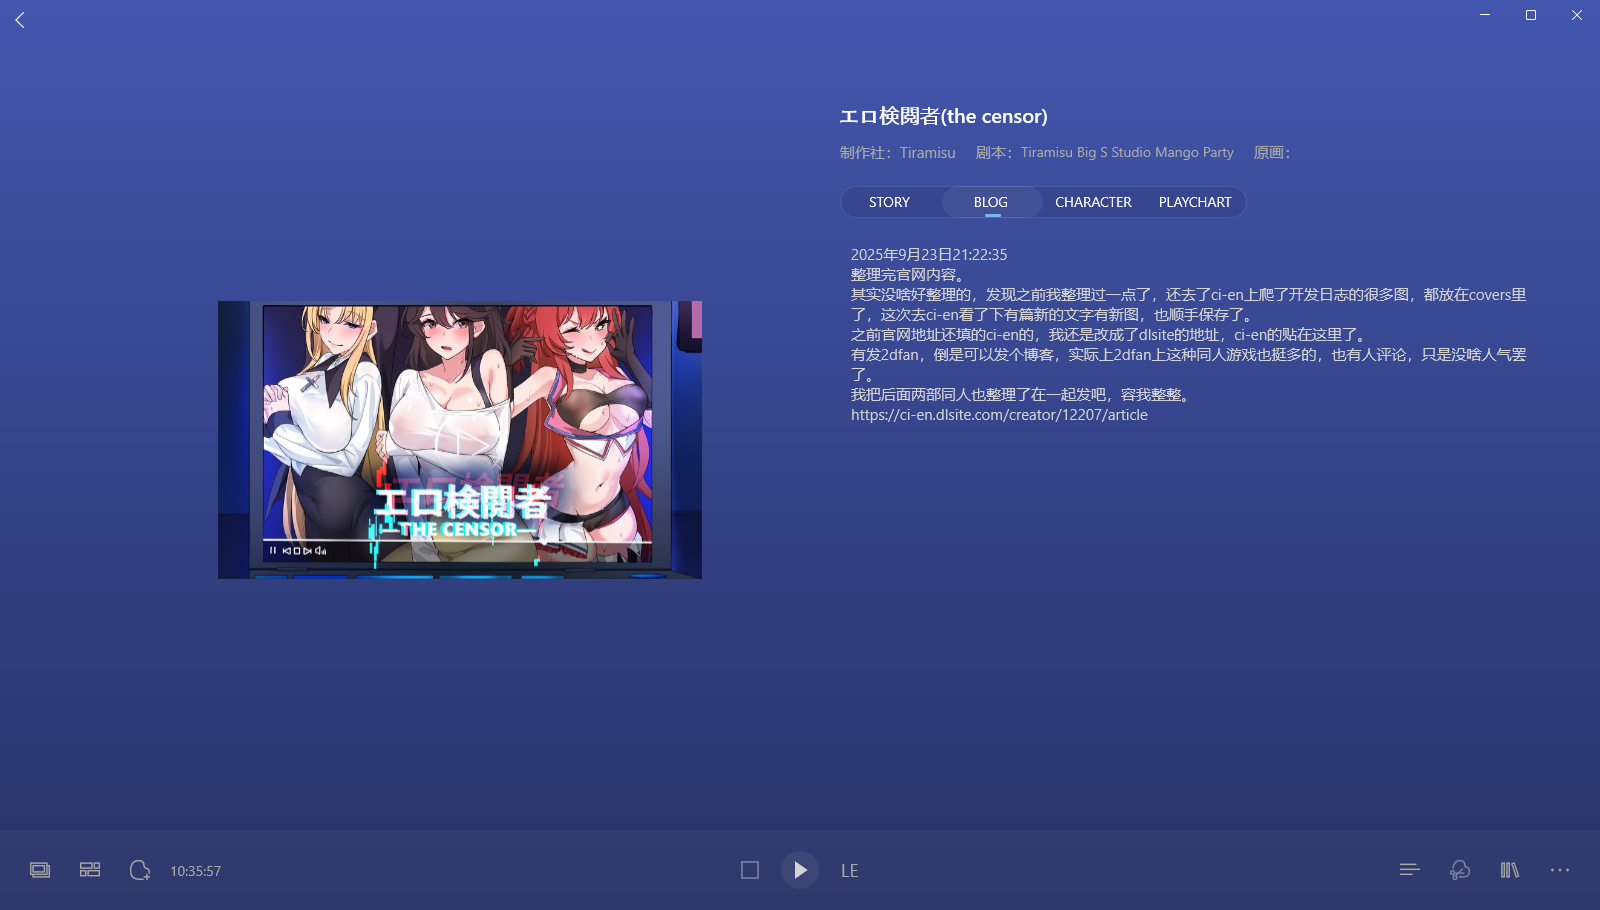 エロ検閲者(the censor)
制作社： Tiramisu 剧本： Tiramisu Big S Studio Mango Party 原画：
STORY BLOG CHARACTER PLAYCHART
2025年9月23日21:22:35
整理完官网内容。
其实没啥好整理的，发现之前我整理过一点了，还去了ci-en上爬了开发日志的很多图，都放在covers里
了，这次去ci-en看了下有篇新的文字有新图，也顺手保存了。
之前官网地址还填的ci-en的，我还是改成了dlsite的地址，ci-en的贴在这里了。
有发2dfan，倒是可以发个博客，实际上2dfan上这种同人游戏也挺多的，也有人评论，只是没啥人气罢
了。
我把后面两部同人也整理了在一起发吧，容我整整。
https://ci-en.dlsite.com/creator/12207/article
エロ検閲者
THE CENSOR
10:35:57
LE